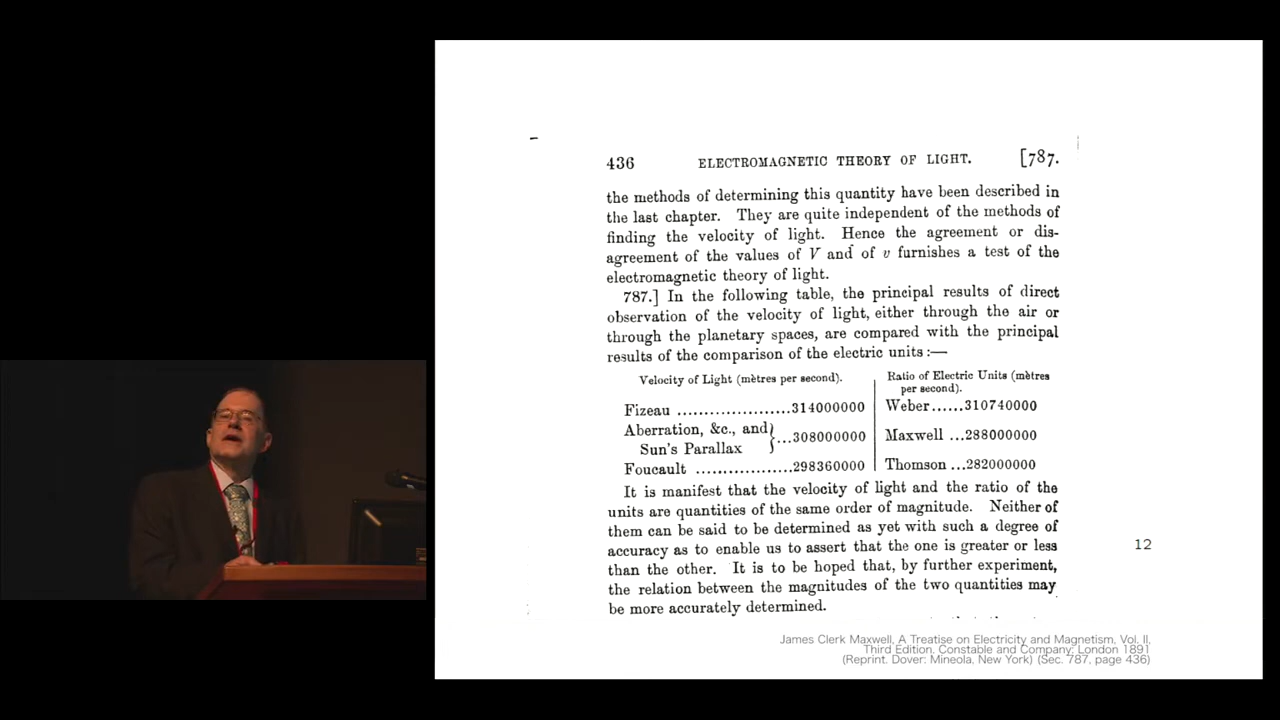 436 ELECTROMAGNETIC THEORY OF LIGHT. [787.
the methods of determining this quantity have been described in
the last chapter. They are quite independent of the methods of
finding the velocity of light. Hence the agreement or dis-
agreement of the values of V and of v furnishes a test of the
electromagnetic theory of light.
787.] In the following table, the principal results of direct
observation of the velocity of light, either through the air or
through the planetary spaces, are compared with the principal
results of the comparison of the electric units:—
Velocity of Light (mètres per second).
Fizeau .....................314000000
Aberration, &c., and
Sun's Parallax } ...308000000
Foucault ..................298360000
Ratio of Electric Units (mètres
per second).
Weber......310740000
Maxwell ...288000000
Thomson ...282000000
It is manifest that the velocity of light and the ratio of the
units are quantities of the same order of magnitude. Neither of
them can be said to be determined as yet with such a degree of
accuracy as to enable us to assert that the one is greater or less
than the other. It is to be hoped that, by further experiment,
the relation between the magnitudes of the two quantities may
be more accurately determined.
12
James Clerk Maxwell, A Treatise on Electricity and Magnetism, Vol. II,
Third Edition. Constable and Company: London 1891
(Reprint. Dover: Mineola, New York) (Sec. 787, page 436)